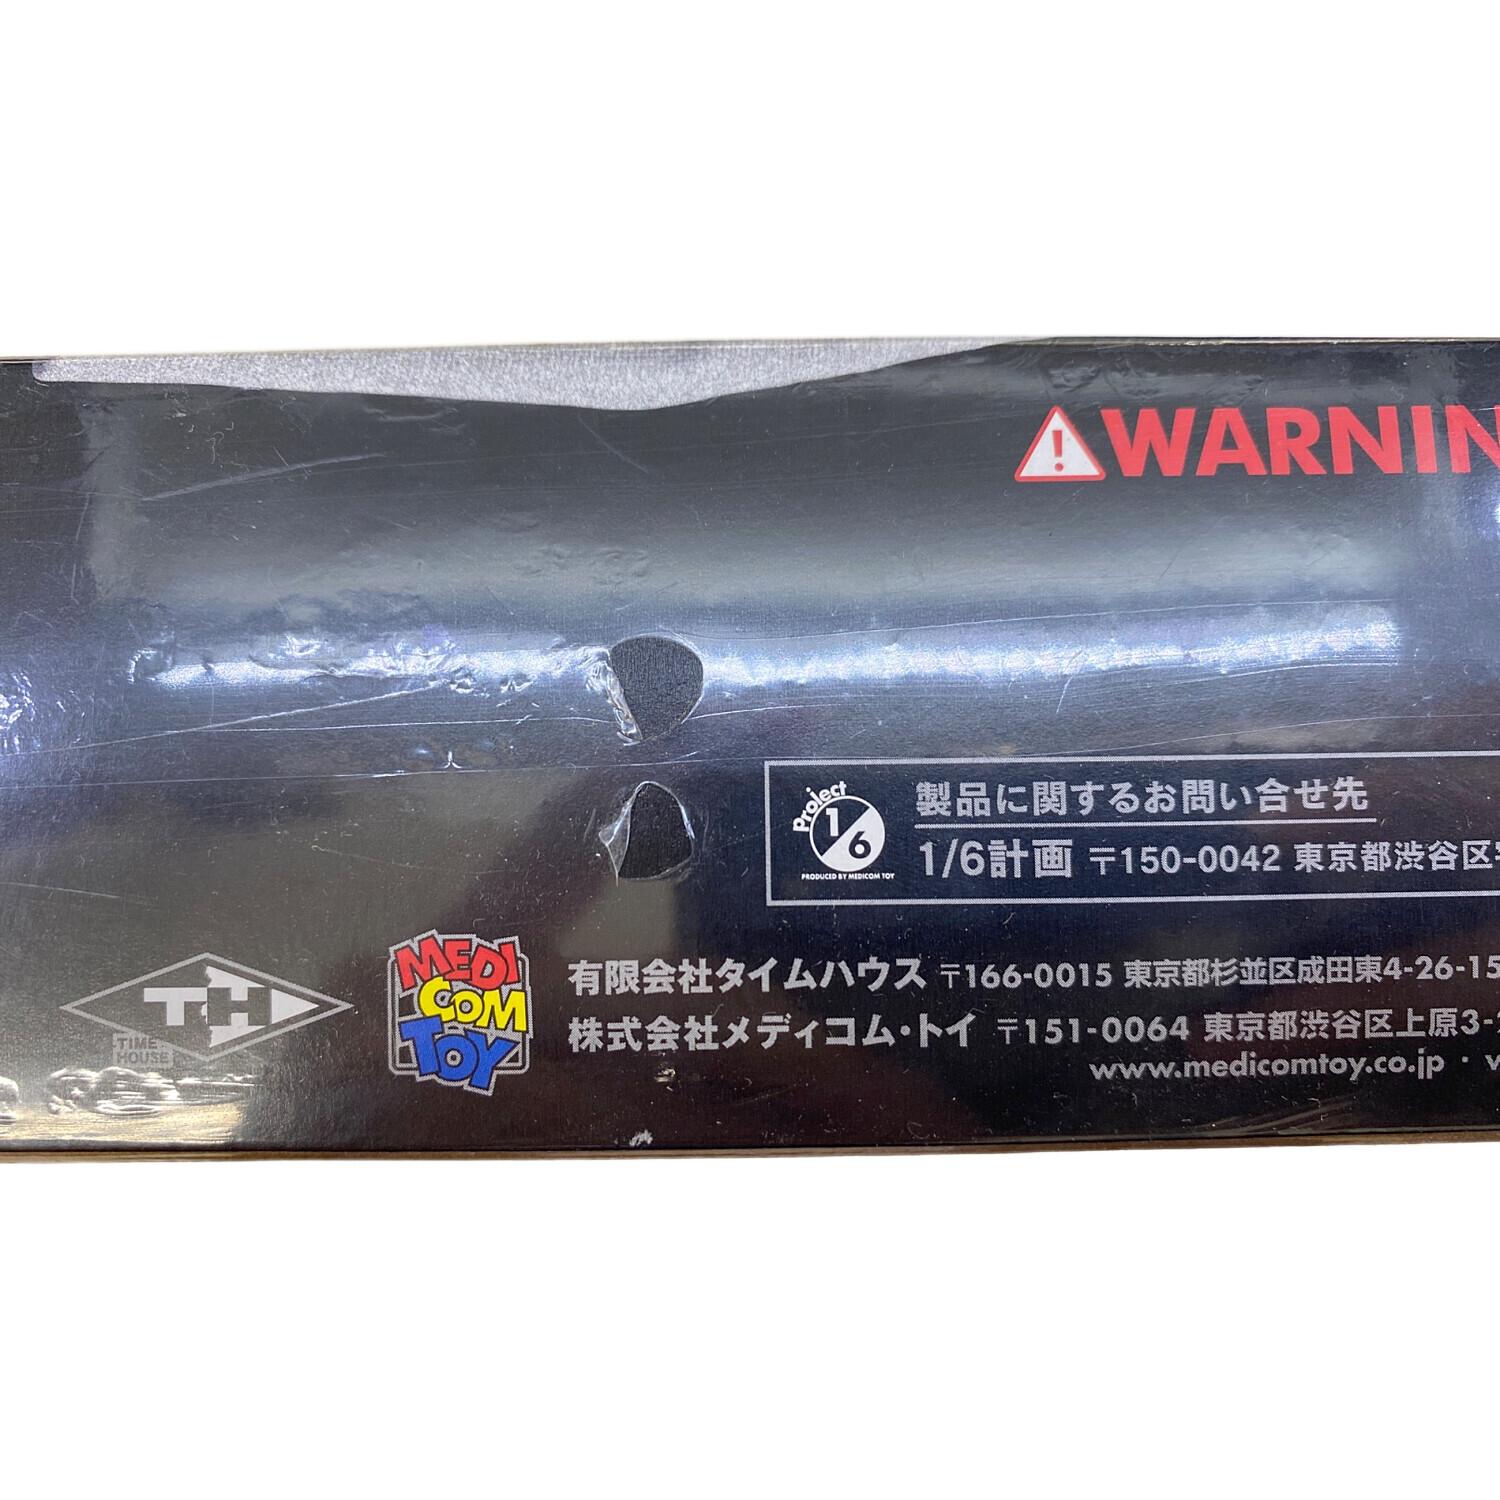 WARNIN
Project
1/6
PRODUCED BY MEDICOM TOY
製品に関するお問い合せ先
1/6計画 〒150-0042 東京都渋谷区
TH
TIME
HOUSE
MEDI
COM
TOY
有限会社タイムハウス 〒166-0015 東京都杉並区成田東4-26-15
株式会社メディコム・トイ 〒151-0064 東京都渋谷区上原3-
www.medicomtoy.co.jp ・